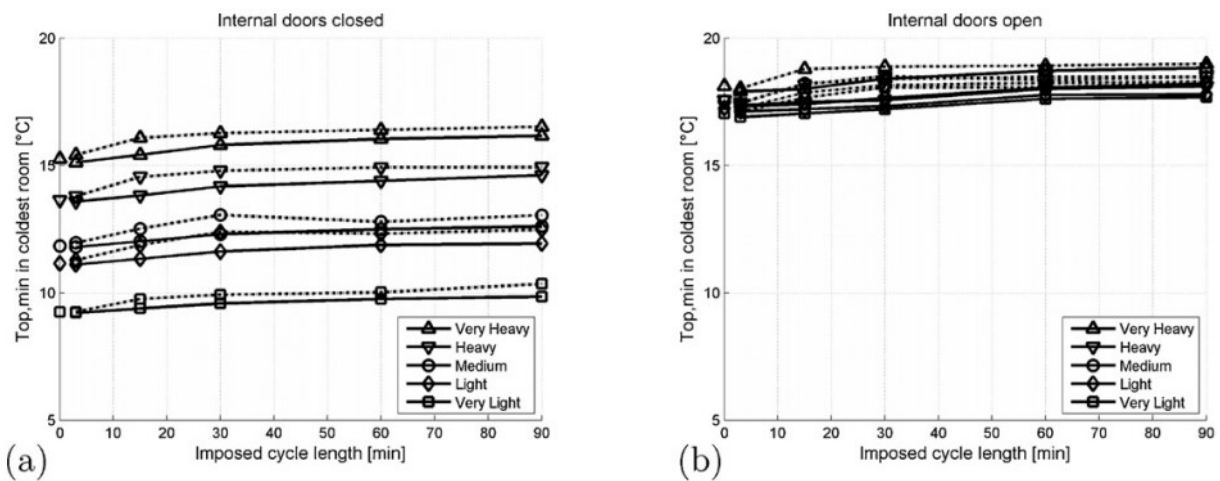 Internal doors closed
20
15
10
5
Top,min in coldest room [°C]
0 10 20 30 40 50 60 70 80 90
Imposed cycle length [min]
Very Heavy
Heavy
Medium
Light
Very Light
(a)
Internal doors open
20
15
10
5
Top,min in coldest room [°C]
0 10 20 30 40 50 60 70 80 90
Imposed cycle length [min]
Very Heavy
Heavy
Medium
Light
Very Light
(b)